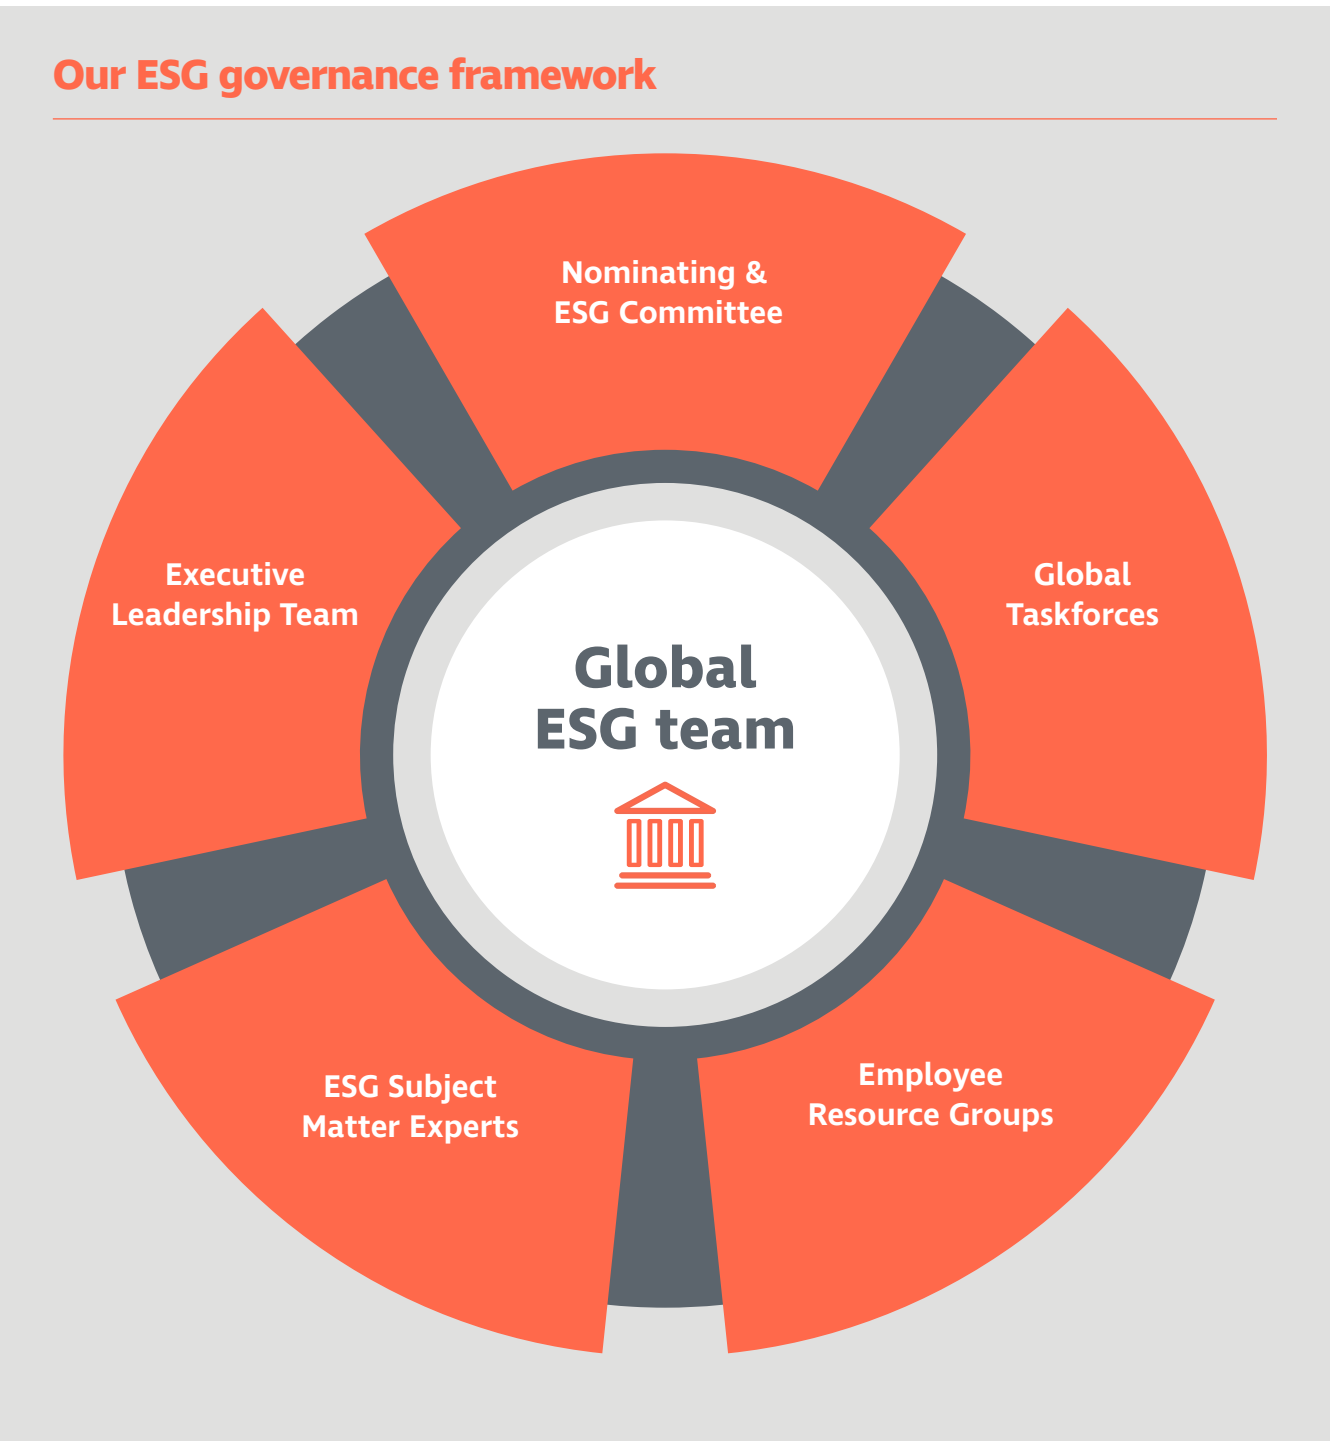 Our ESG governance framework
Nominating &
ESG Committee
Executive
Leadership Team
Global
Taskforces
Global
ESG team
ESG Subject
Matter Experts
Employee
Resource Groups